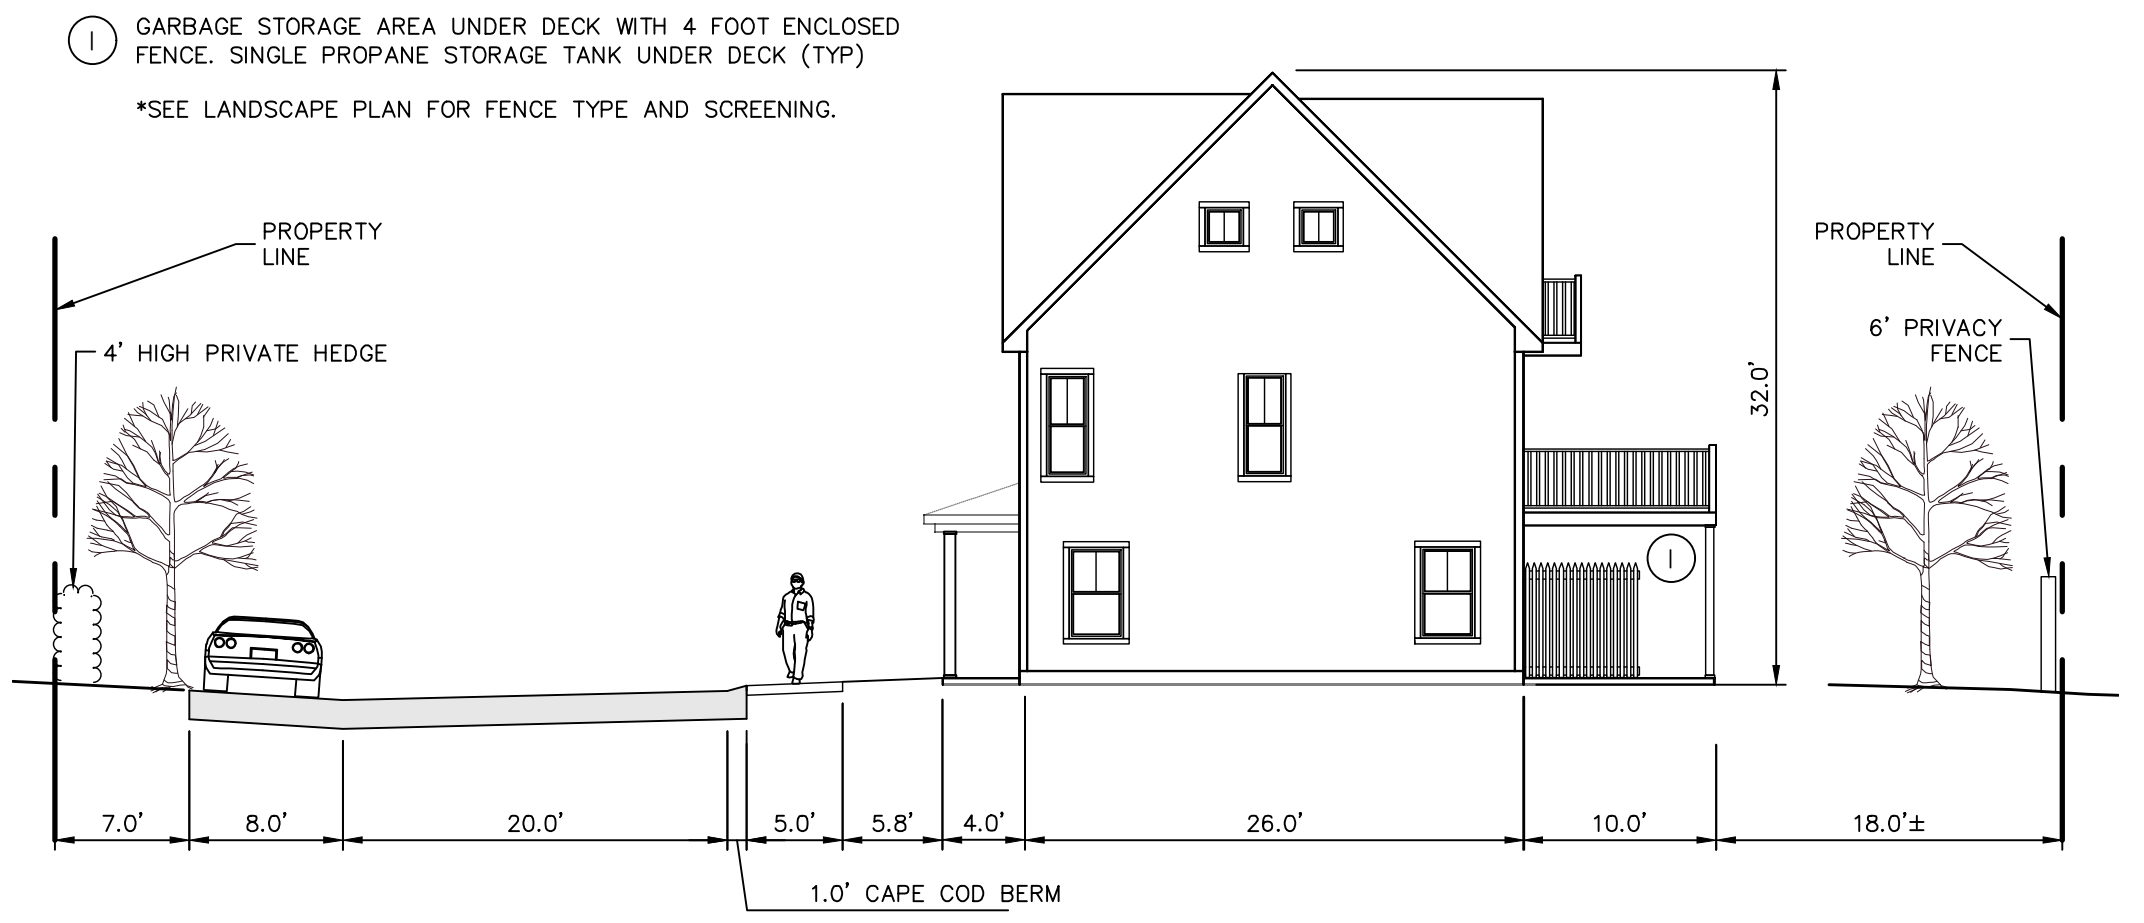 1
GARBAGE STORAGE AREA UNDER DECK WITH 4 FOOT ENCLOSED
FENCE. SINGLE PROPANE STORAGE TANK UNDER DECK (TYP)
*SEE LANDSCAPE PLAN FOR FENCE TYPE AND SCREENING.
PROPERTY
LINE
4' HIGH PRIVATE HEDGE
PROPERTY
LINE
6' PRIVACY
FENCE
32.0'
1
7.0'
8.0'
20.0'
5.0'
5.8'
4.0'
26.0'
10.0'
18.0'±
1.0' CAPE COD BERM